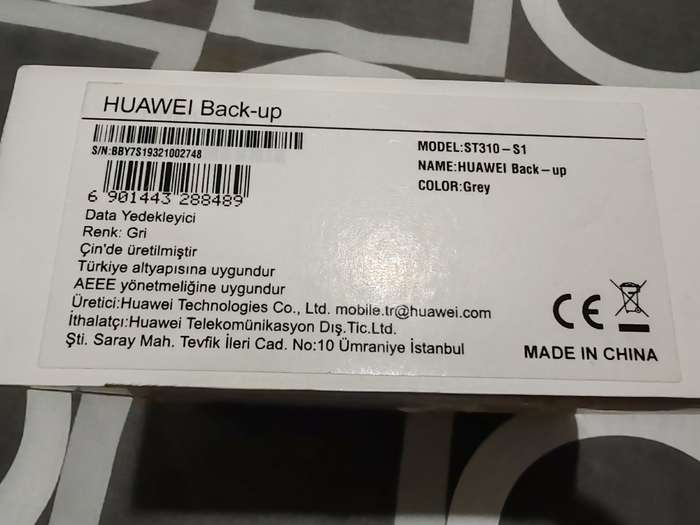 HUAWEI Back-up
S/N:BBY7S19321002748
MODEL:ST310-S1
NAME:HUAWEI Back-up
COLOR:Grey
6 901443 288489
Data Yedekleyici
Renk: Gri
Çin'de üretilmiştir
Türkiye altyapısına uygundur
AEEE yönetmeliğine uygundur
Üretici:Huawei Technologies Co., Ltd. mobile.tr@huawei.com
İthalatçı:Huawei Telekomünikasyon Dış.Tic.Ltd.
Şti. Saray Mah. Tevfik İleri Cad. No:10 Ümraniye İstanbul
CE
MADE IN CHINA